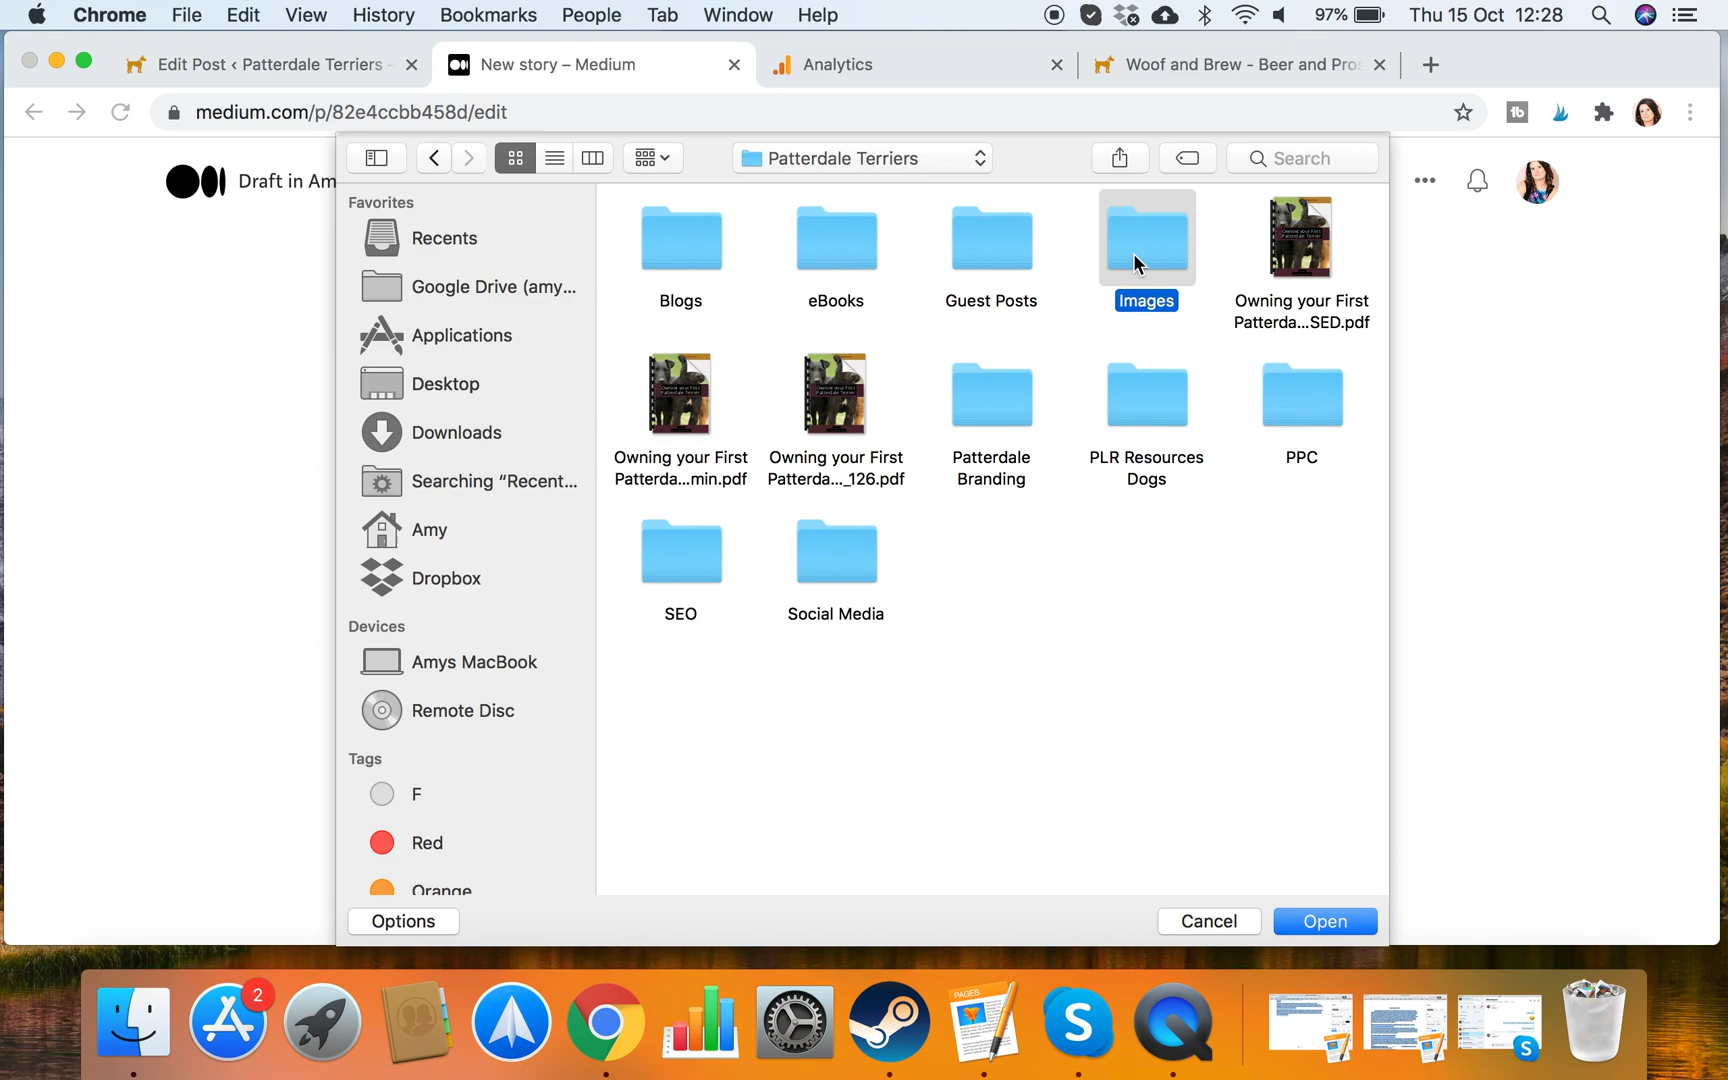 Chrome File Edit View History Bookmarks People Tab Window Help 97% Thu 15 Oct 12:28
Edit Post ‹ Patterdale Terriers - New story – Medium Analytics Woof and Brew - Beer and Pros
medium.com/p/82e4ccbb458d/edit
Draft in Am
Patterdale Terriers
Search
Favorites
Recents
Google Drive (amy...
Applications
Desktop
Downloads
Searching “Recent...
Amy
Dropbox
Devices
Amys MacBook
Remote Disc
Tags
F
Red
Orange
Blogs
eBooks
Guest Posts
Images
Owning your First
Patterda...SED.pdf
Owning your First
Patterda...min.pdf
Owning your First
Patterda..._126.pdf
Patterdale
Branding
PLR Resources
Dogs
PPC
SEO
Social Media
Options
Cancel
Open
2
PAGES